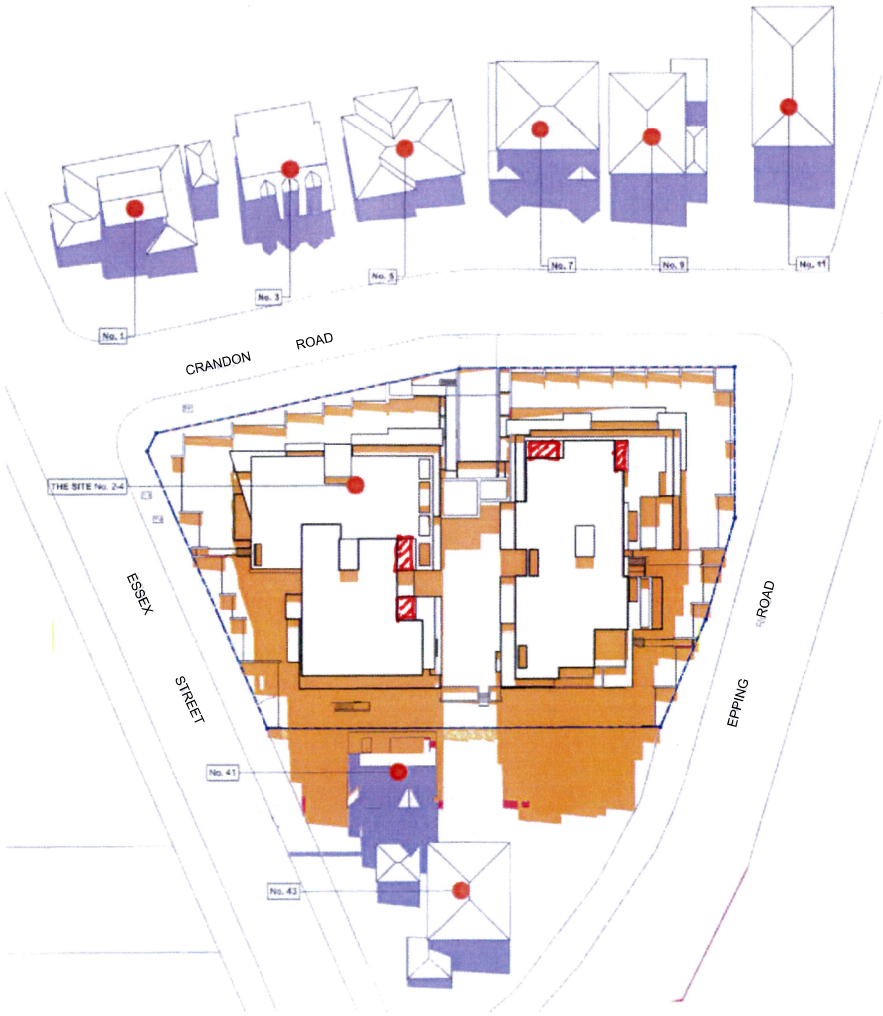 No. 1
No. 3
No. 5
No. 7
No. 9
No. 11
CRANDON ROAD
THE SITE No. 2-4
ESSEX STREET
EPPING ROAD
No. 41
No. 43